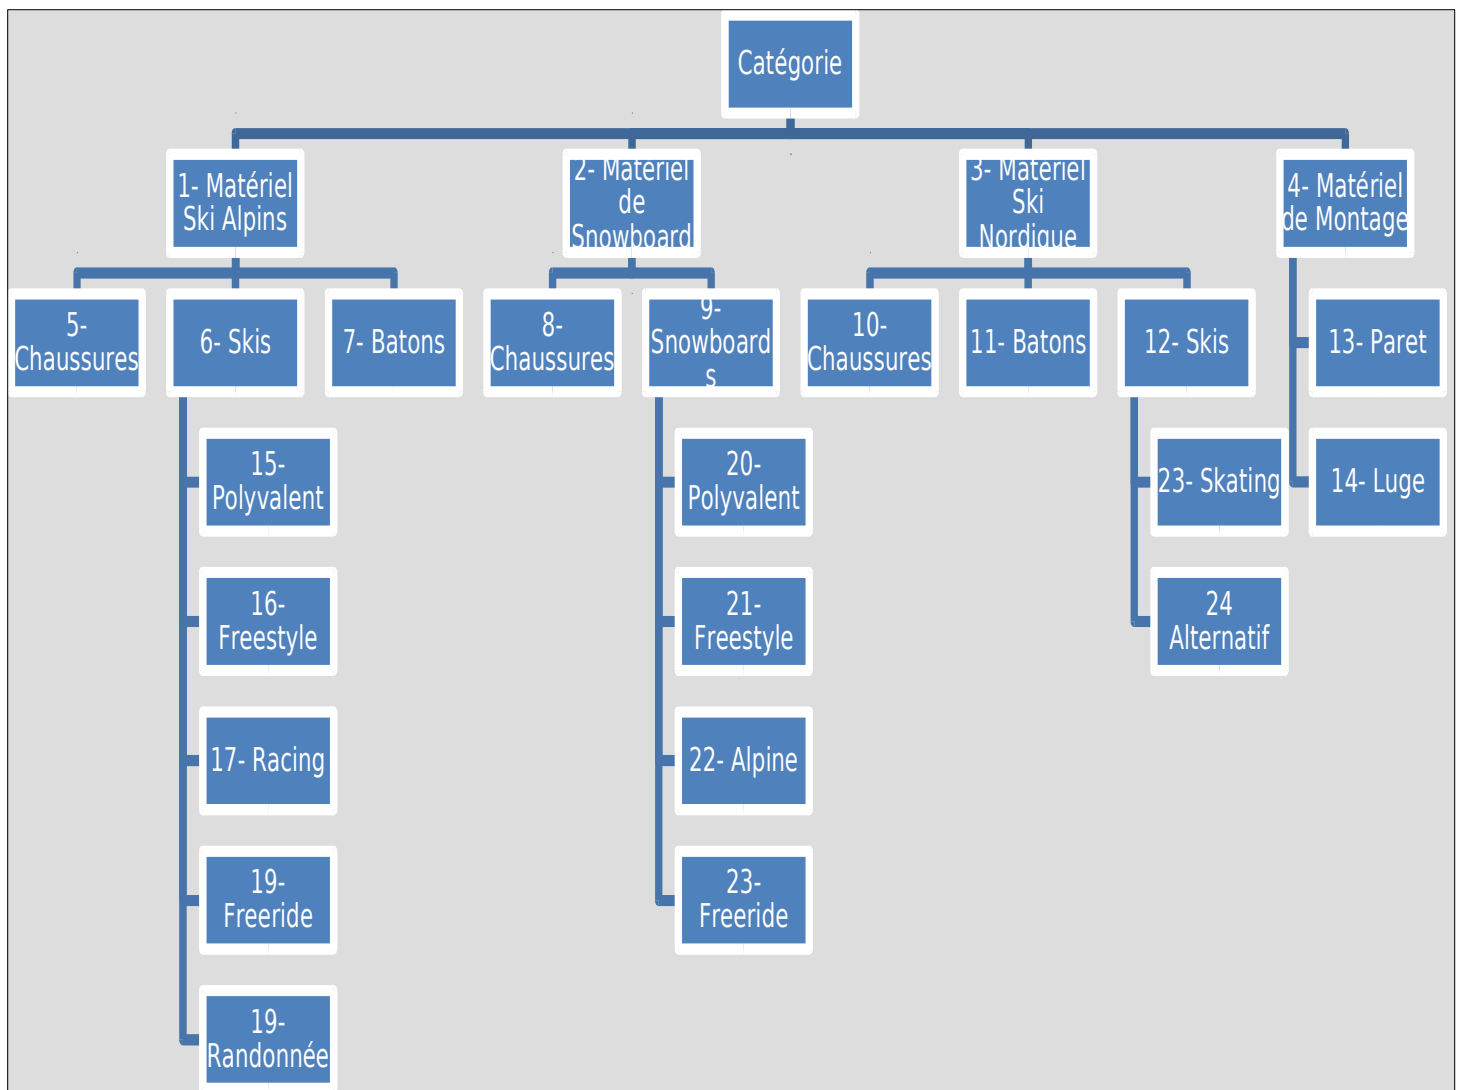 Catégorie
1- Matériel
Ski Alpins
2- Matériel
de
Snowboard
3- Matériel
Ski
Nordique
4- Matériel
de Montage
5-
Chaussures
6- Skis
7- Batons
8-
Chaussures
9-
Snowboard
s
10-
Chaussures
11- Batons
12- Skis
13- Paret
15-
Polyvalent
20-
Polyvalent
23- Skating
14- Luge
16-
Freestyle
21-
Freestyle
24
Alternatif
17- Racing
22- Alpine
19-
Freeride
23-
Freeride
19-
Randonnée